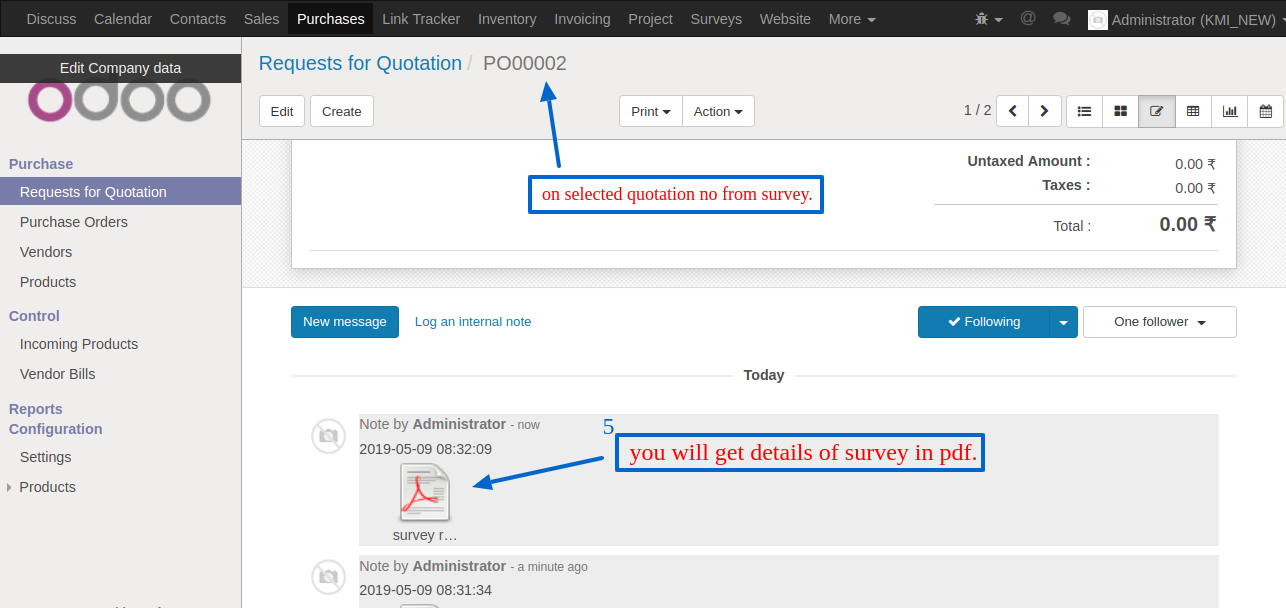 Discuss Calendar Contacts Sales Purchases Link Tracker Inventory Invoicing Project Surveys Website More @ Administrator (KMI_NEW)
Edit Company data
odoo
Requests for Quotation / PO00002
Edit Create Print Action 1 / 2
Purchase
Requests for Quotation
Purchase Orders
Vendors
Products
Control
Incoming Products
Vendor Bills
Reports
Configuration
Settings
Products
Untaxed Amount : 0.00 ₹
Taxes : 0.00 ₹
Total : 0.00 ₹
on selected quotation no from survey.
New message Log an internal note Following One follower
Today
Note by Administrator - now
2019-05-09 08:32:09
5
you will get details of survey in pdf.
survey r…
Note by Administrator - a minute ago
2019-05-09 08:31:34